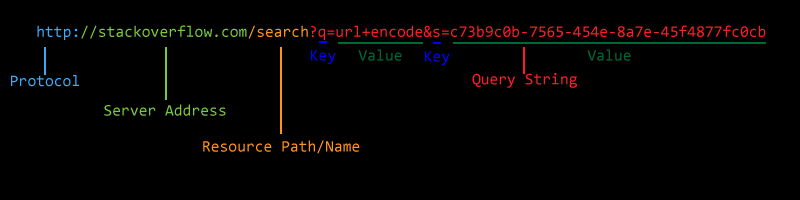 http://stackoverflow.com/search?q=url+encode&s=c73b9c0b-7565-454e-8a7e-45f4877fc0cb
Key Value Key Value
Protocol Query String
Server Address
Resource Path/Name